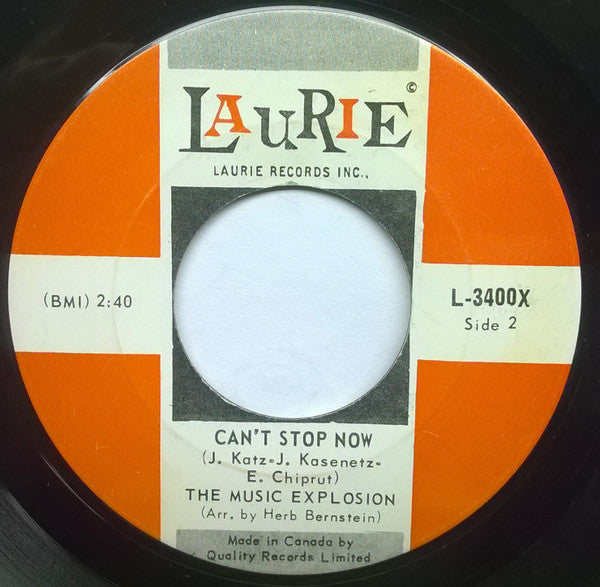 LAURIE©
LAURIE RECORDS INC.,
(BMI) 2:40
L-3400X
Side 2
CAN'T STOP NOW
(J. Katz-J. Kasenetz-
E. Chiprut)
THE MUSIC EXPLOSION
(Arr. by Herb Bernstein)
Made in Canada by
Quality Records Limited